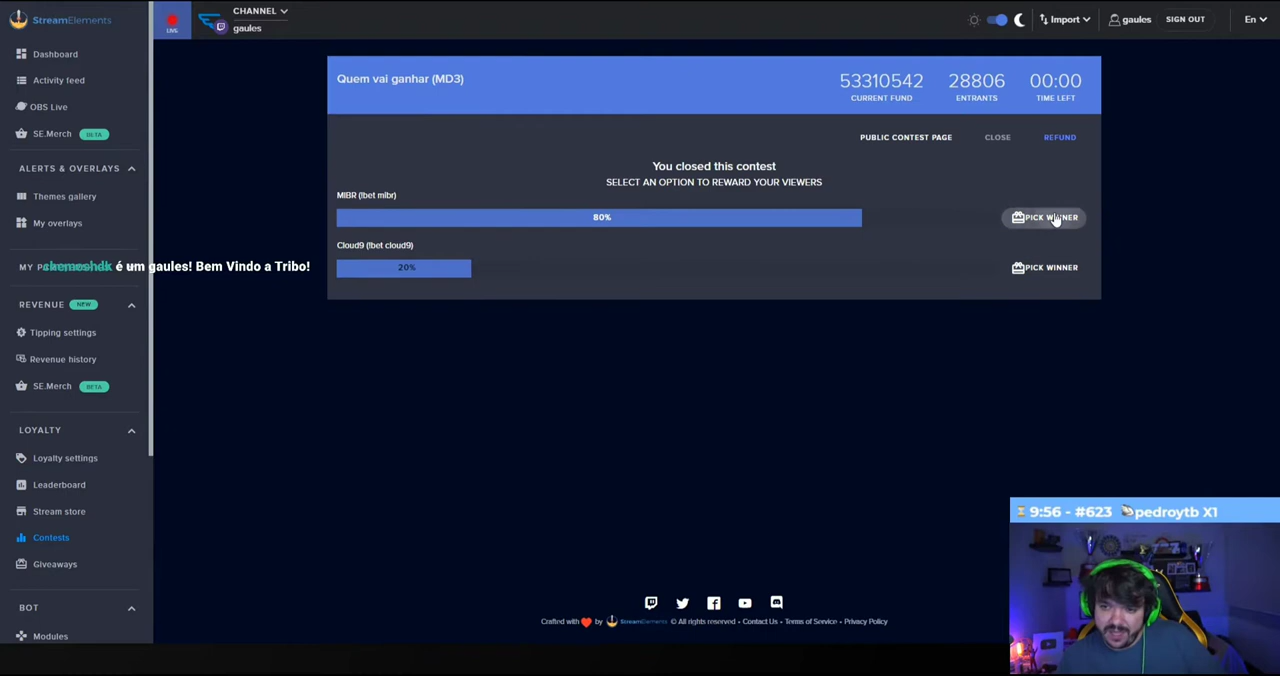 StreamElements
LIVE
CHANNEL
gaules
Import
gaules
SIGN OUT
En
Dashboard
Activity feed
OBS Live
SE.Merch BETA
ALERTS & OVERLAYS
Themes gallery
My overlays
é um gaules! Bem Vindo a Tribo!
REVENUE NEW
Tipping settings
Revenue history
SE.Merch BETA
LOYALTY
Loyalty settings
Leaderboard
Stream store
Contests
Giveaways
BOT
Modules
Quem vai ganhar (MD3)
53310542
CURRENT FUND
28806
ENTRANTS
00:00
TIME LEFT
PUBLIC CONTEST PAGE
CLOSE
REFUND
You closed this contest
SELECT AN OPTION TO REWARD YOUR VIEWERS
MIBR (!bet mibr)
80%
PICK WINNER
Cloud9 (!bet cloud9)
20%
PICK WINNER
9:56 - #623 pedroytb X1
Crafted with by StreamElements © All rights reserved • Contact Us • Terms of Service • Privacy Policy